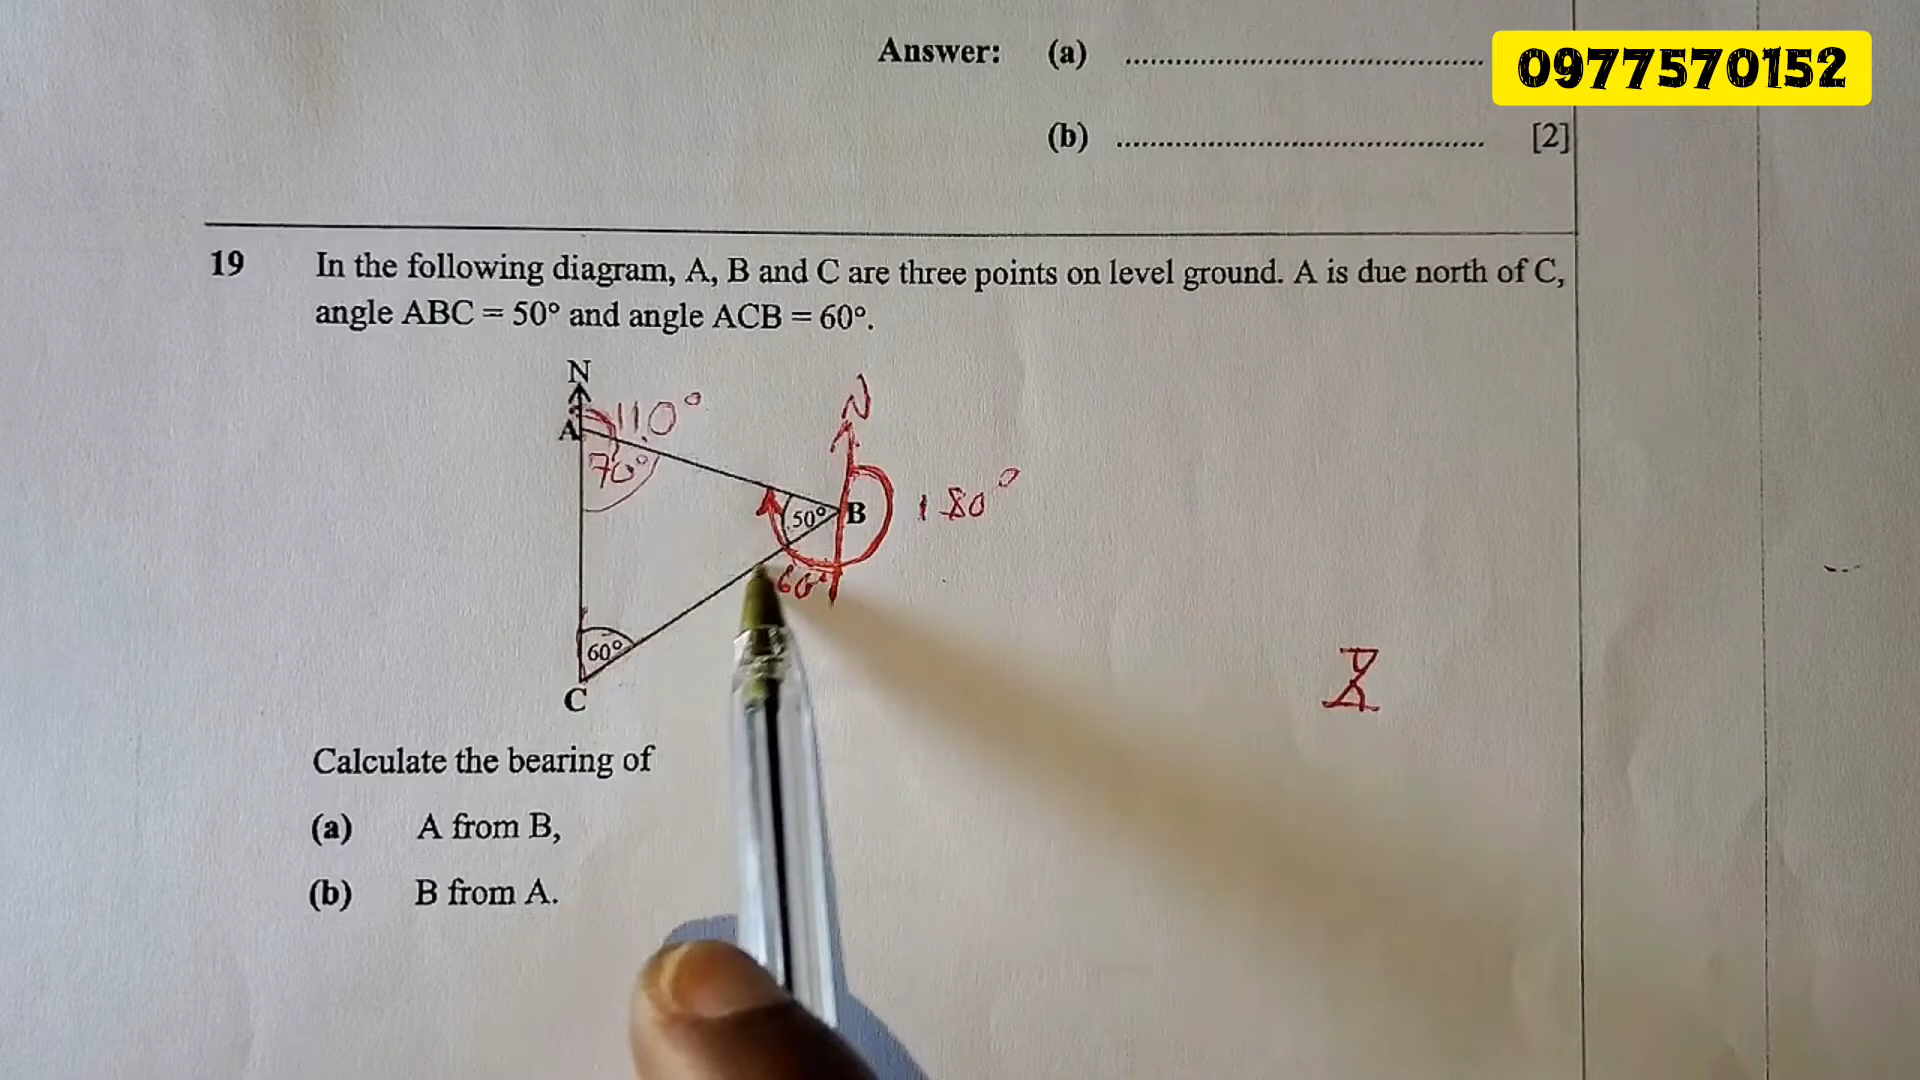 Answer: (a) ........................................
0977570152
(b) ........................................ [2]
19 In the following diagram, A, B and C are three points on level ground. A is due north of C,
angle ABC = 50° and angle ACB = 60°.
N
N
110°
A
70°
180°
50° B
60°
60°
Z
C
Calculate the bearing of
(a) A from B,
(b) B from A.